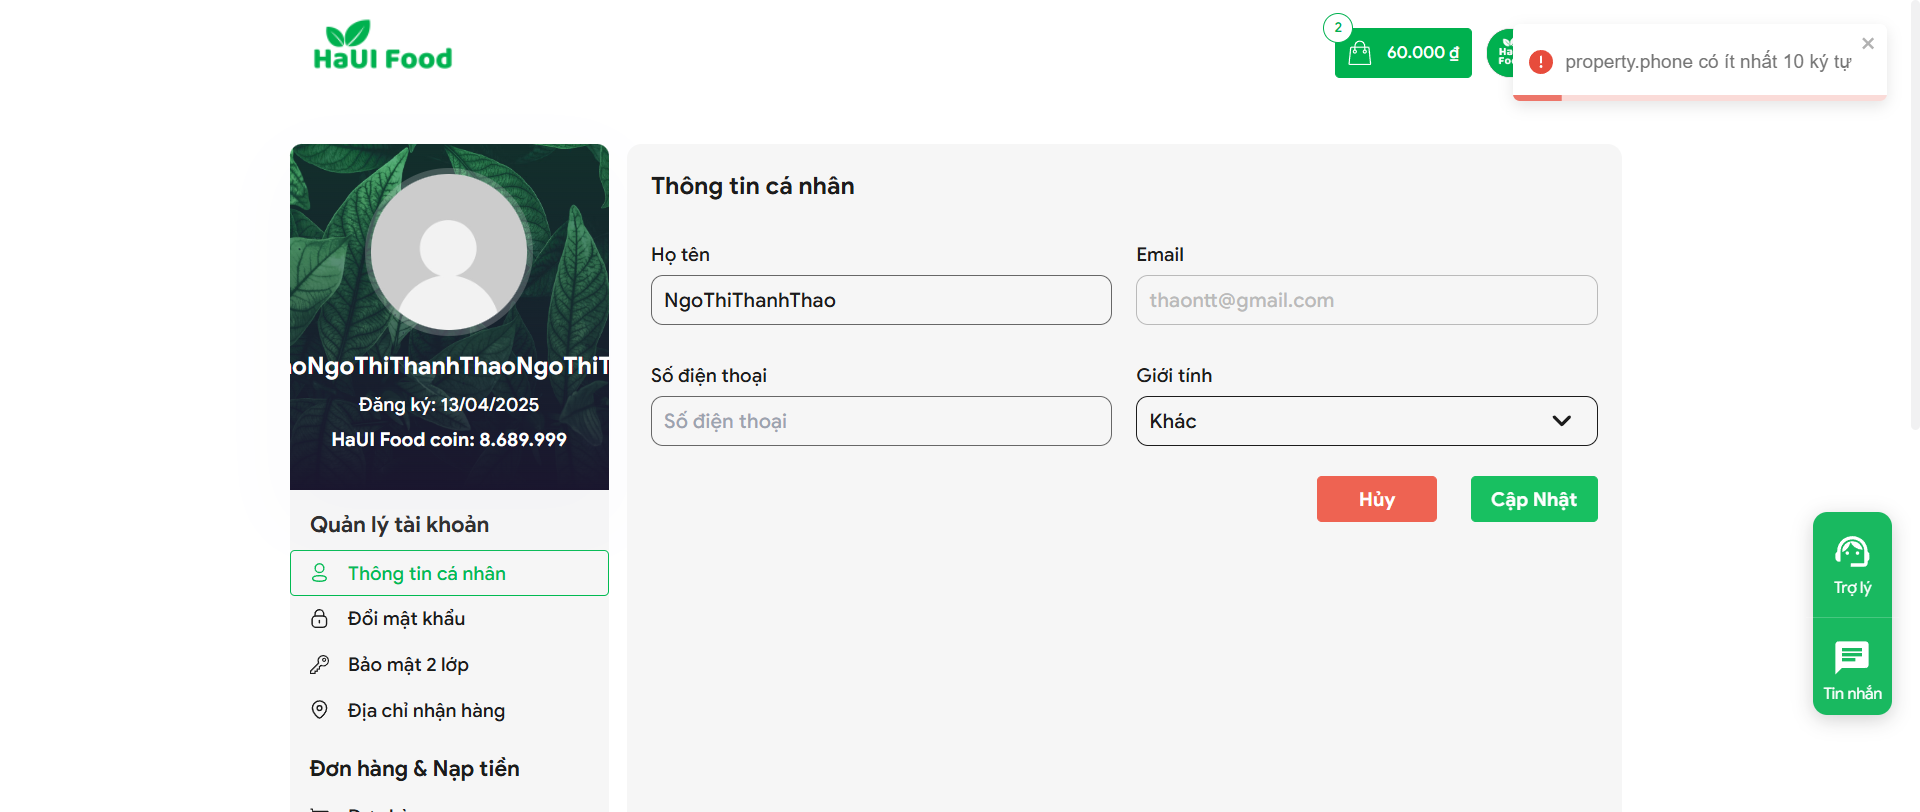 HaUI Food
2
60.000 ₫
property.phone có ít nhất 10 ký tự
Thông tin cá nhân
Họ tên
Email
NgoThiThanhThao
thaontt@gmail.com
Số điện thoại
Giới tính
Số điện thoại
Khác
Hủy
Cập Nhật
oNgoThiThanhThaoNgoThiT
Đăng ký: 13/04/2025
HaUI Food coin: 8.689.999
Quản lý tài khoản
Thông tin cá nhân
Đổi mật khẩu
Bảo mật 2 lớp
Địa chỉ nhận hàng
Đơn hàng & Nạp tiền
Trợ lý
Tin nhắn